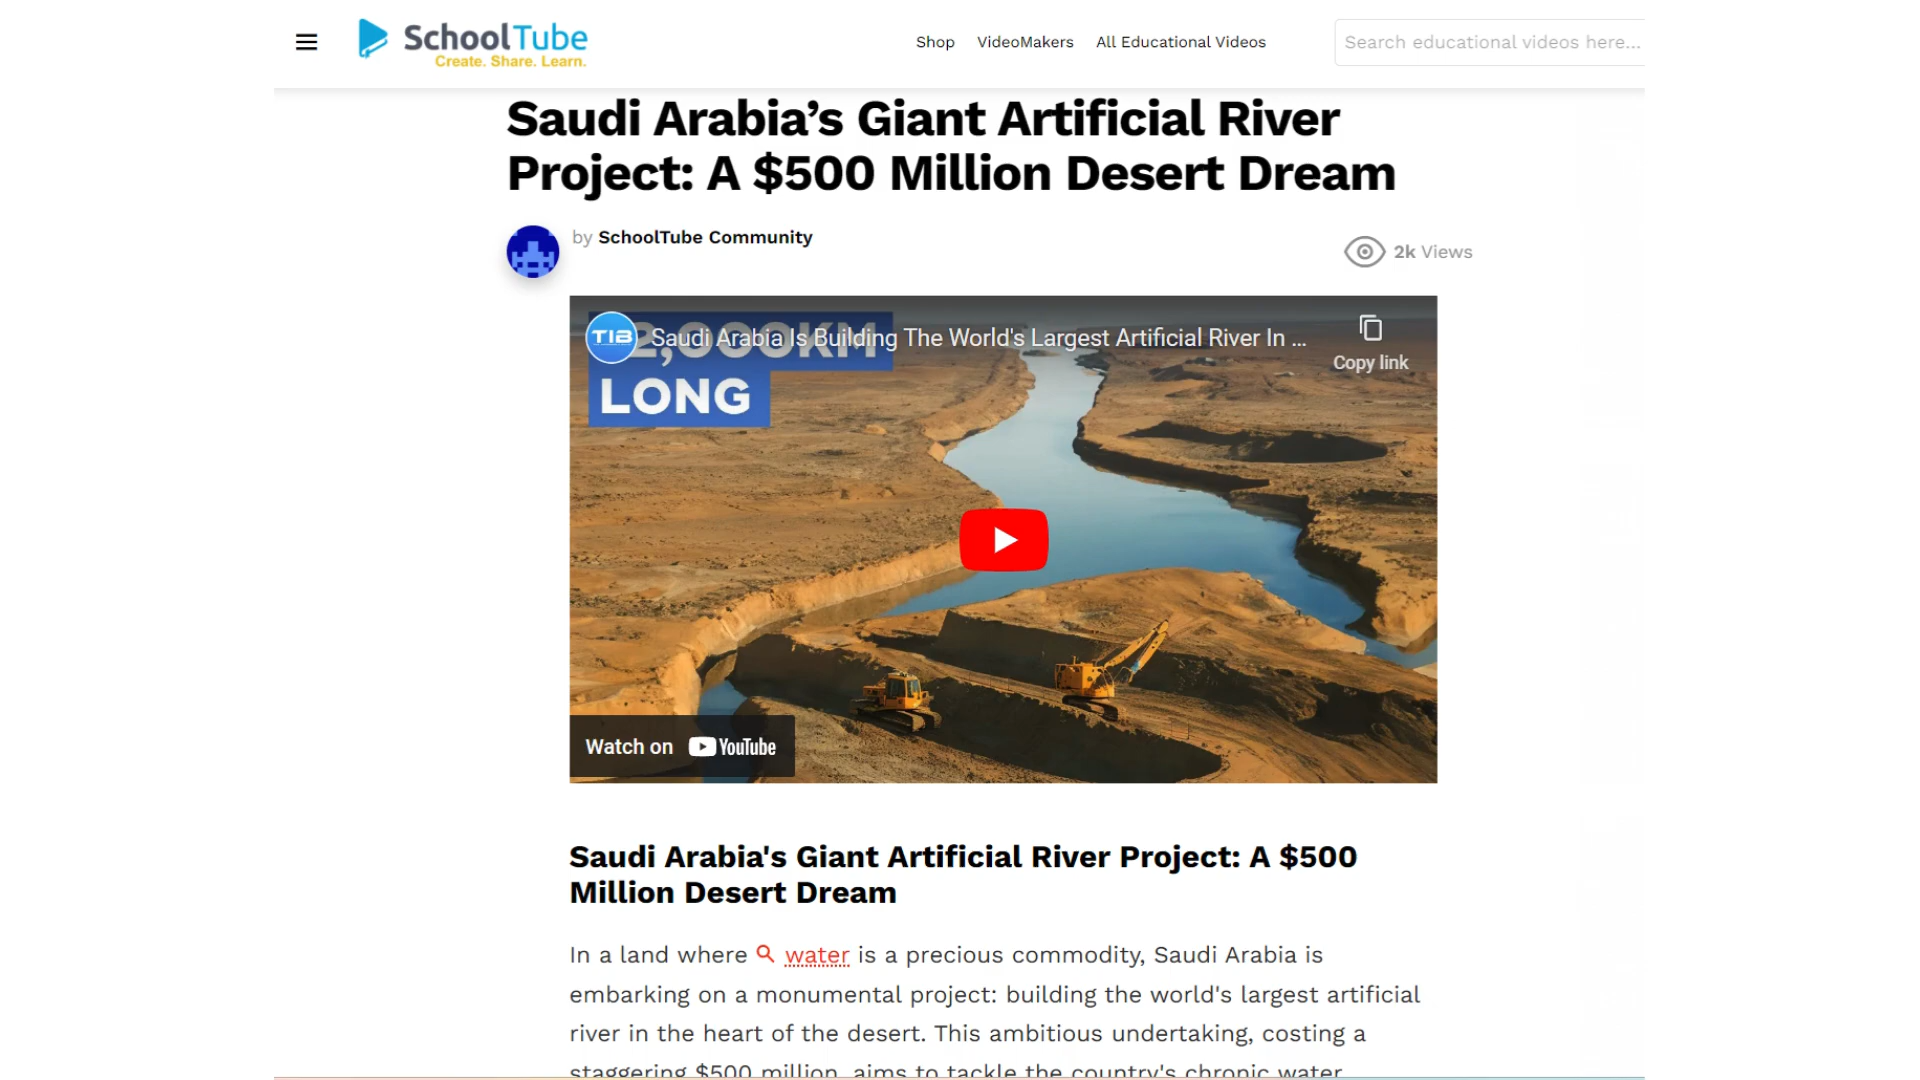 SchoolTube
Create. Share. Learn.
Shop VideoMakers All Educational Videos
Search educational videos here...
Saudi Arabia’s Giant Artificial River
Project: A $500 Million Desert Dream
by SchoolTube Community
2k Views
TIB
Saudi Arabia Is Building The World's Largest Artificial River In ...
Copy link
2,000KM
LONG
Watch on YouTube
Saudi Arabia's Giant Artificial River Project: A $500
Million Desert Dream
In a land where water is a precious commodity, Saudi Arabia is
embarking on a monumental project: building the world's largest artificial
river in the heart of the desert. This ambitious undertaking, costing a
staggering $500 million, aims to tackle the country's chronic water